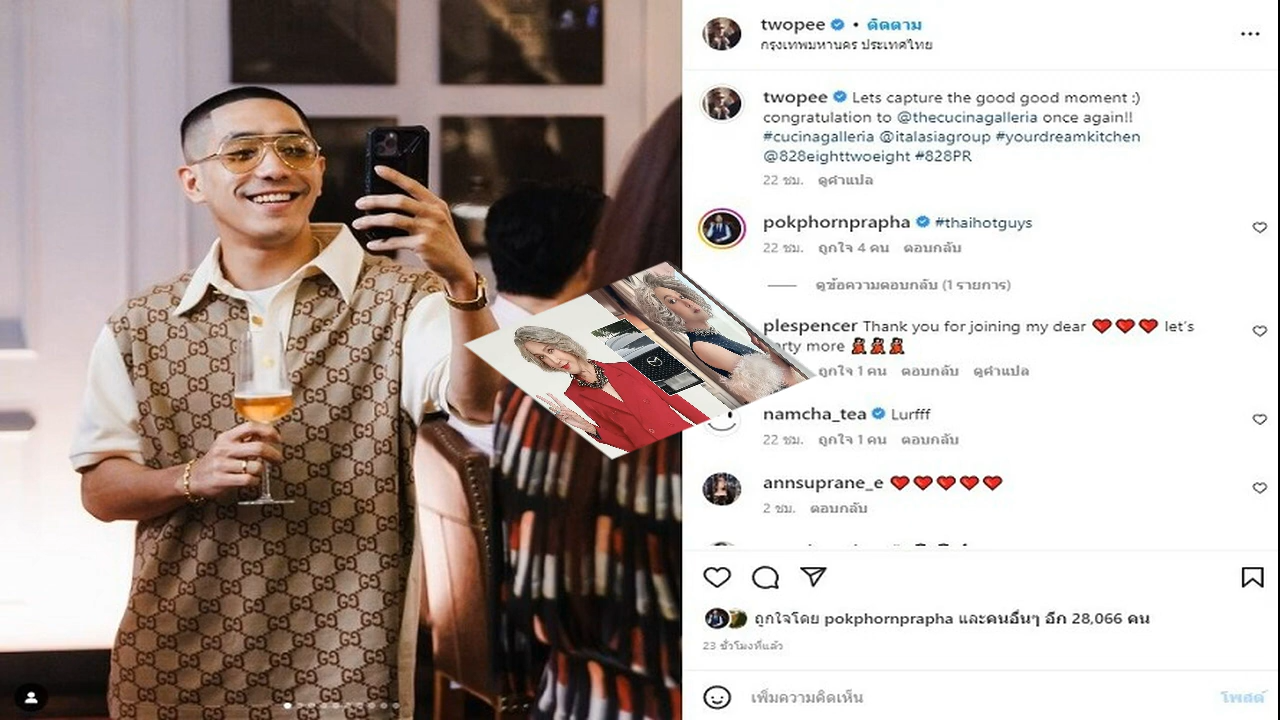 twopee • ติดตาม
กรุงเทพมหานคร ประเทศไทย
twopee Lets capture the good good moment :)
congratulation to @thecucinagalleria once again!!
#cucinagalleria @italasiagroup #yourdreamkitchen
@828eighttwoeight #828PR
22 ชม. ดูคำแปล
pokphornprapha #thaihotguys
22 ชม. ถูกใจ 4 คน ตอบกลับ
ดูข้อความตอบกลับ (1 รายการ)
plespencer Thank you for joining my dear ❤️❤️❤️ let's
more 💃💃💃
ถูกใจ 1 คน ตอบกลับ ดูคำแปล
namcha_tea Lurfff
22 ชม. ถูกใจ 1 คน ตอบกลับ
annsuprane_e ❤️❤️❤️❤️❤️
2 ชม. ตอบกลับ
ถูกใจโดย pokphornprapha และคนอื่นๆ อีก 28,066 คน
23 ชั่วโมงที่แล้ว
เพิ่มความคิดเห็น
โพสต์